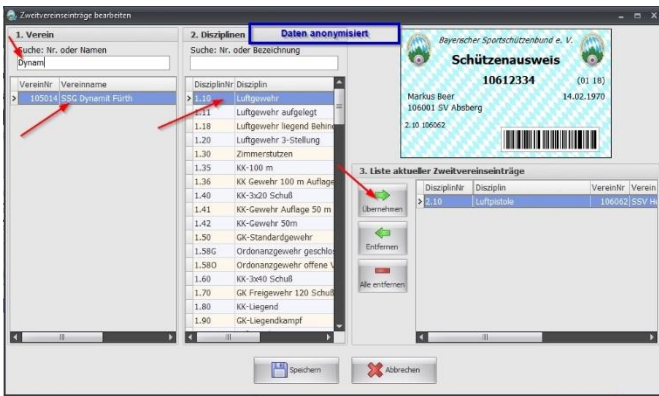 Zweitvereinseinträge bearbeiten
1. Verein
Suche: Nr. oder Namen
Dynam
VereinNr Vereinname
105014 SSG Dynamit Fürth
2. Disziplinen
Daten anonymisiert
Suche: Nr. oder Bezeichnung
DisziplinNr Disziplin
1.10 Luftgewehr
1.11 Luftgewehr aufgelegt
1.18 Luftgewehr liegend Behine
1.20 Luftgewehr 3-Stellung
1.30 Zimmerstutzen
1.35 KK-100 m
1.36 KK Gewehr 100 m Auflage
1.40 KK-3x20 Schuß
1.41 KK-Gewehr Auflage 50 m
1.42 KK-Gewehr 50m
1.50 GK-Standardgewehr
1.58G Ordonanzgewehr geschlos
1.58O Ordonanzgewehr offene V
1.60 KK-3x40 Schuß
1.70 GK Freigewehr 120 Schuß
1.80 KK-Liegend
1.90 GK-Liegendkampf
Bayerischer Sportschützenbund e. V.
Schützenausweis
10612334 (01 18)
Markus Beer 14.02.1970
106001 SV Absberg
2.10 106062
3. Liste aktueller Zweitvereinseinträge
Übernehmen
Entfernen
Alle entfernen
DisziplinNr Disziplin VereinNr Verein
2.10 Luftpistole 106062 SSV He
Speichern
Abbrechen